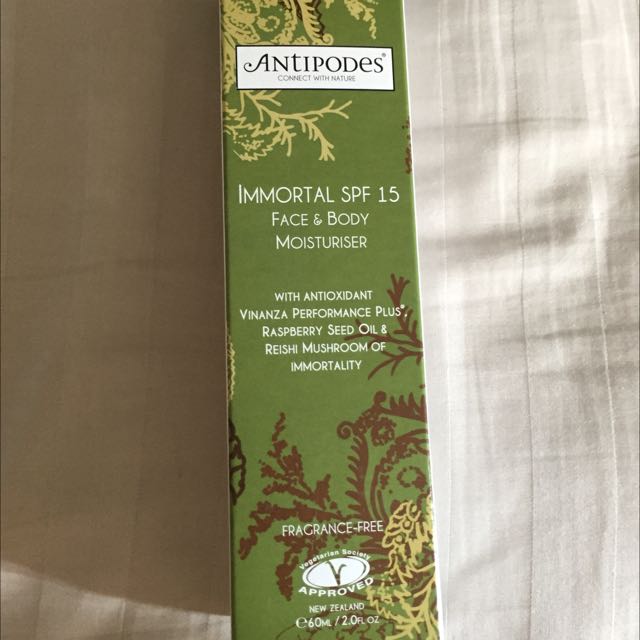 ANTIPODES®
CONNECT WITH NATURE
IMMORTAL SPF 15
FACE & BODY
MOISTURISER
WITH ANTIOXIDANT
VINANZA PERFORMANCE PLUS®,
RASPBERRY SEED OIL &
REISHI MUSHROOM OF
IMMORTALITY
FRAGRANCE-FREE
Vegetarian Society
V
APPROVED
NEW ZEALAND
℮60ML / 2.0FL OZ